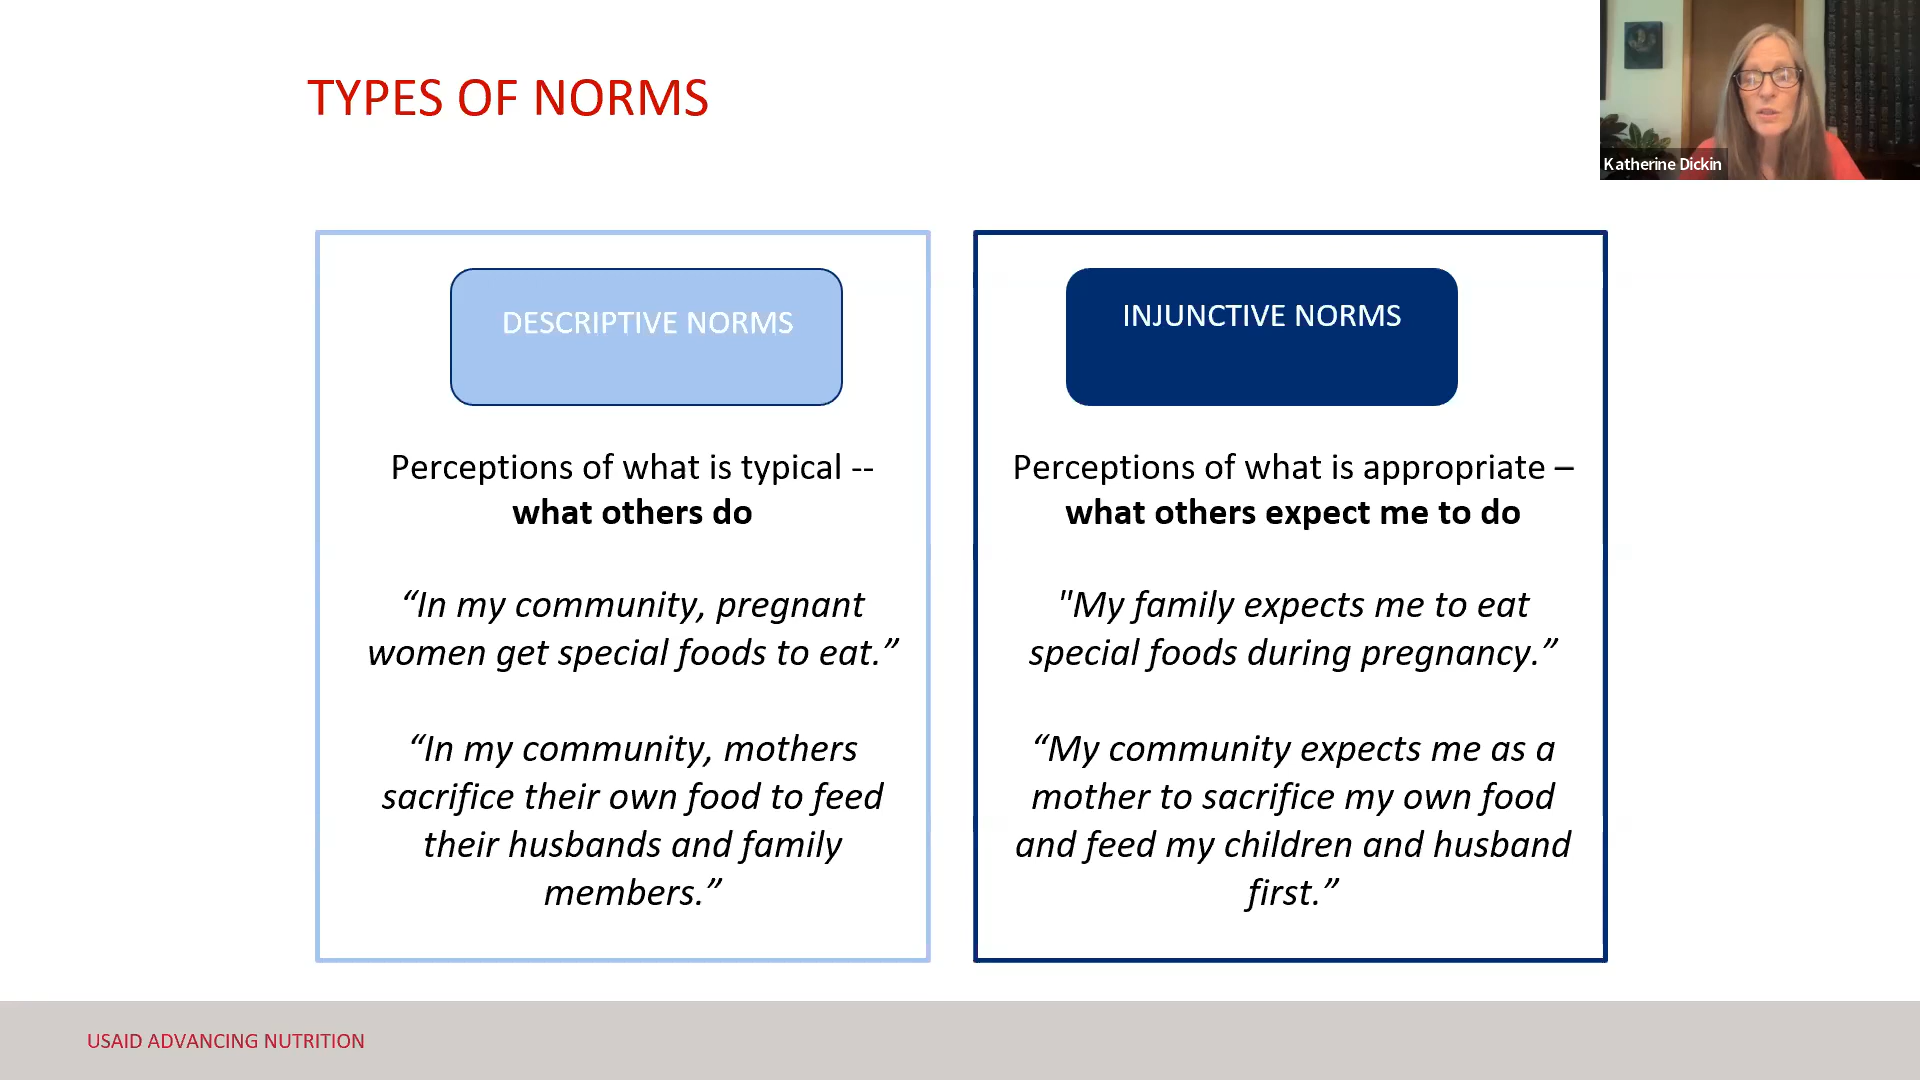 TYPES OF NORMS
Katherine Dickin
DESCRIPTIVE NORMS
Perceptions of what is typical --
what others do
“In my community, pregnant
women get special foods to eat.”
“In my community, mothers
sacrifice their own food to feed
their husbands and family
members.”
INJUNCTIVE NORMS
Perceptions of what is appropriate –
what others expect me to do
"My family expects me to eat
special foods during pregnancy.”
“My community expects me as a
mother to sacrifice my own food
and feed my children and husband
first.”
USAID ADVANCING NUTRITION